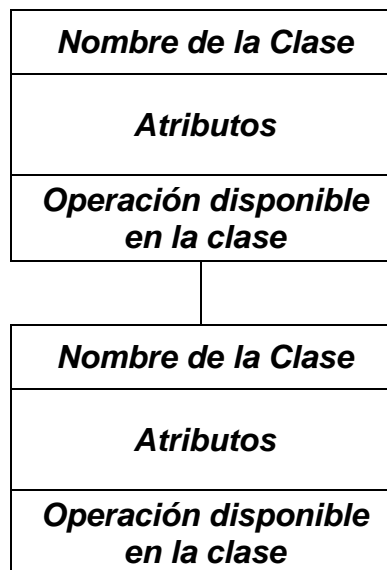 Nombre de la Clase
Atributos
Operación disponible
en la clase
Nombre de la Clase
Atributos
Operación disponible
en la clase